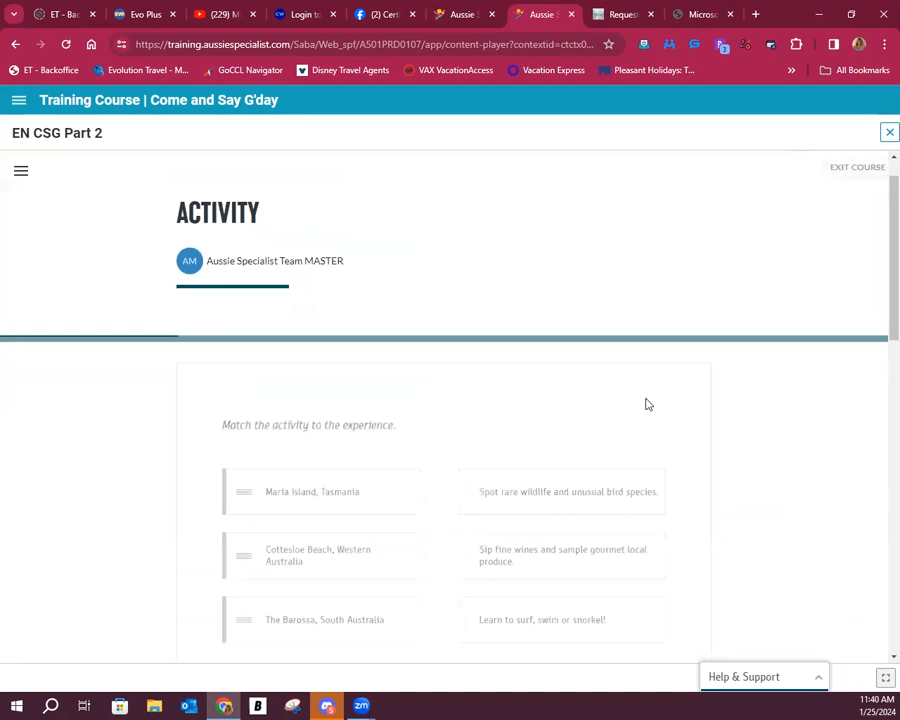 ET - Back
Evo Plus
(229) M
Login to
(2) Certi
Aussie S
Aussie S
Request
Microso
https://training.aussiespecialist.com/Saba/Web_spf/A501PRD0107/app/content-player?contextid=ctctx0...
ET - Backoffice
Evolution Travel - M...
GoCCL Navigator
Disney Travel Agents
VAX VacationAccess
Vacation Express
Pleasant Holidays: T...
»
All Bookmarks
Training Course | Come and Say G'day
EN CSG Part 2
EXIT COURSE
ACTIVITY
AM Aussie Specialist Team MASTER
Match the activity to the experience.
Maria Island, Tasmania
Spot rare wildlife and unusual bird species.
Cottesloe Beach, Western
Australia
Sip fine wines and sample gourmet local
produce.
The Barossa, South Australia
Learn to surf, swim or snorkel!
Help & Support
11:40 AM
1/25/2024